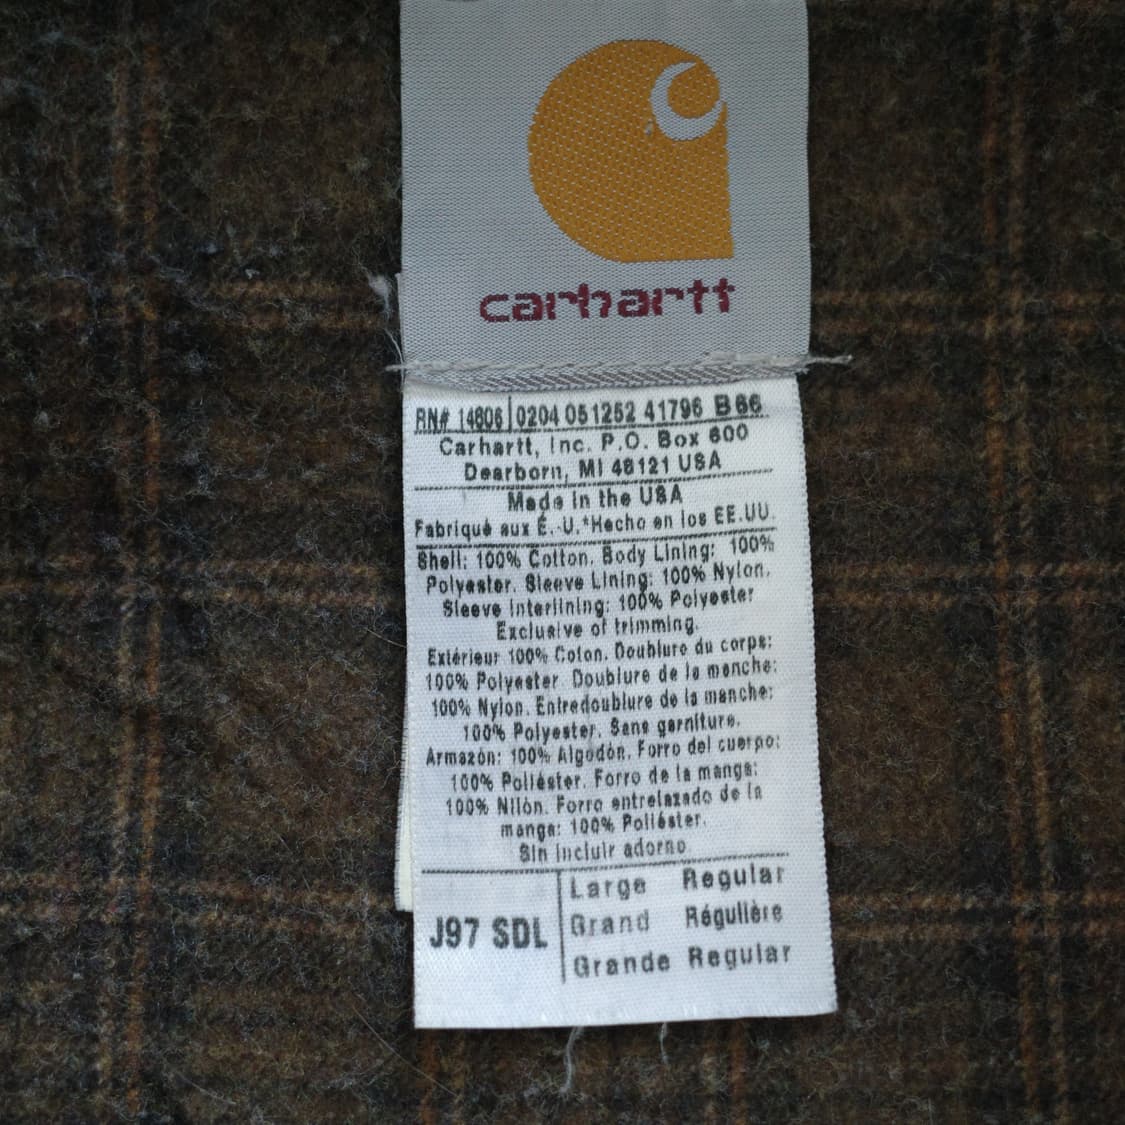 carhartt
RN# 14806 0204 051252 41796 B66
Carhartt, Inc. P.O. Box 600
Dearborn, MI 48121 USA
Made in the USA
Fabriqué aux É.-U.*Hecho en los EE.UU.
Shell: 100% Cotton. Body Lining: 100%
Polyester. Sleeve Lining: 100% Nylon.
Sleeve Interlining: 100% Polyester
Exclusive of trimming.
Extérieur 100% Coton. Doublure du corps:
100% Polyester. Doublure de la manche:
100% Nylon. Entredoublure de la manche:
100% Polyester. Sans garniture.
Armazón: 100% Algodón. Forro del cuerpo:
100% Poliéster. Forro de la manga:
100% Nilón. Forro entrelazado de la
manga: 100% Poliéster.
Sin incluir adorno.
J97 SDL
Large Regular
Grand Régulière
Grande Regular